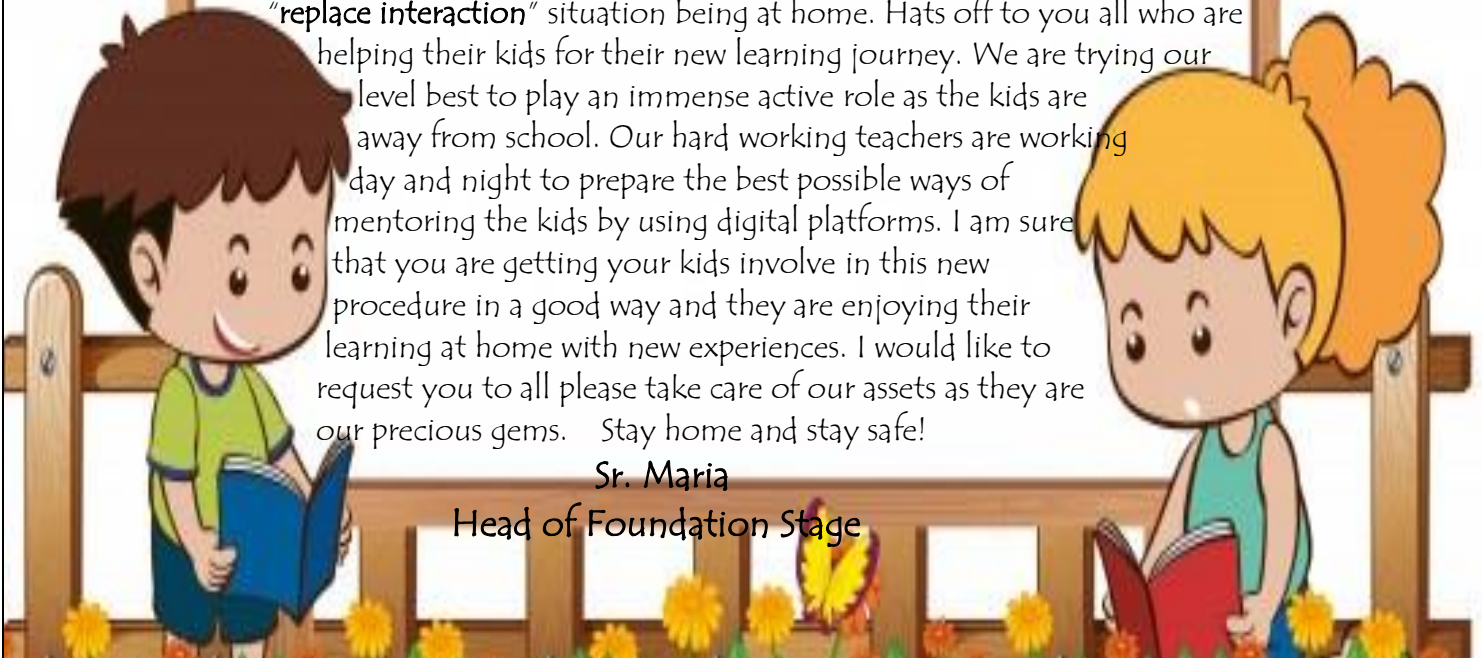 “replace interaction” situation being at home. Hats off to you all who are
helping their kids for their new learning journey. We are trying our
level best to play an immense active role as the kids are
away from school. Our hard working teachers are working
day and night to prepare the best possible ways of
mentoring the kids by using digital platforms. I am sure
that you are getting your kids involve in this new
procedure in a good way and they are enjoying their
learning at home with new experiences. I would like to
request you to all please take care of our assets as they are
our precious gems. Stay home and stay safe!
Sr. Maria
Head of Foundation Stage